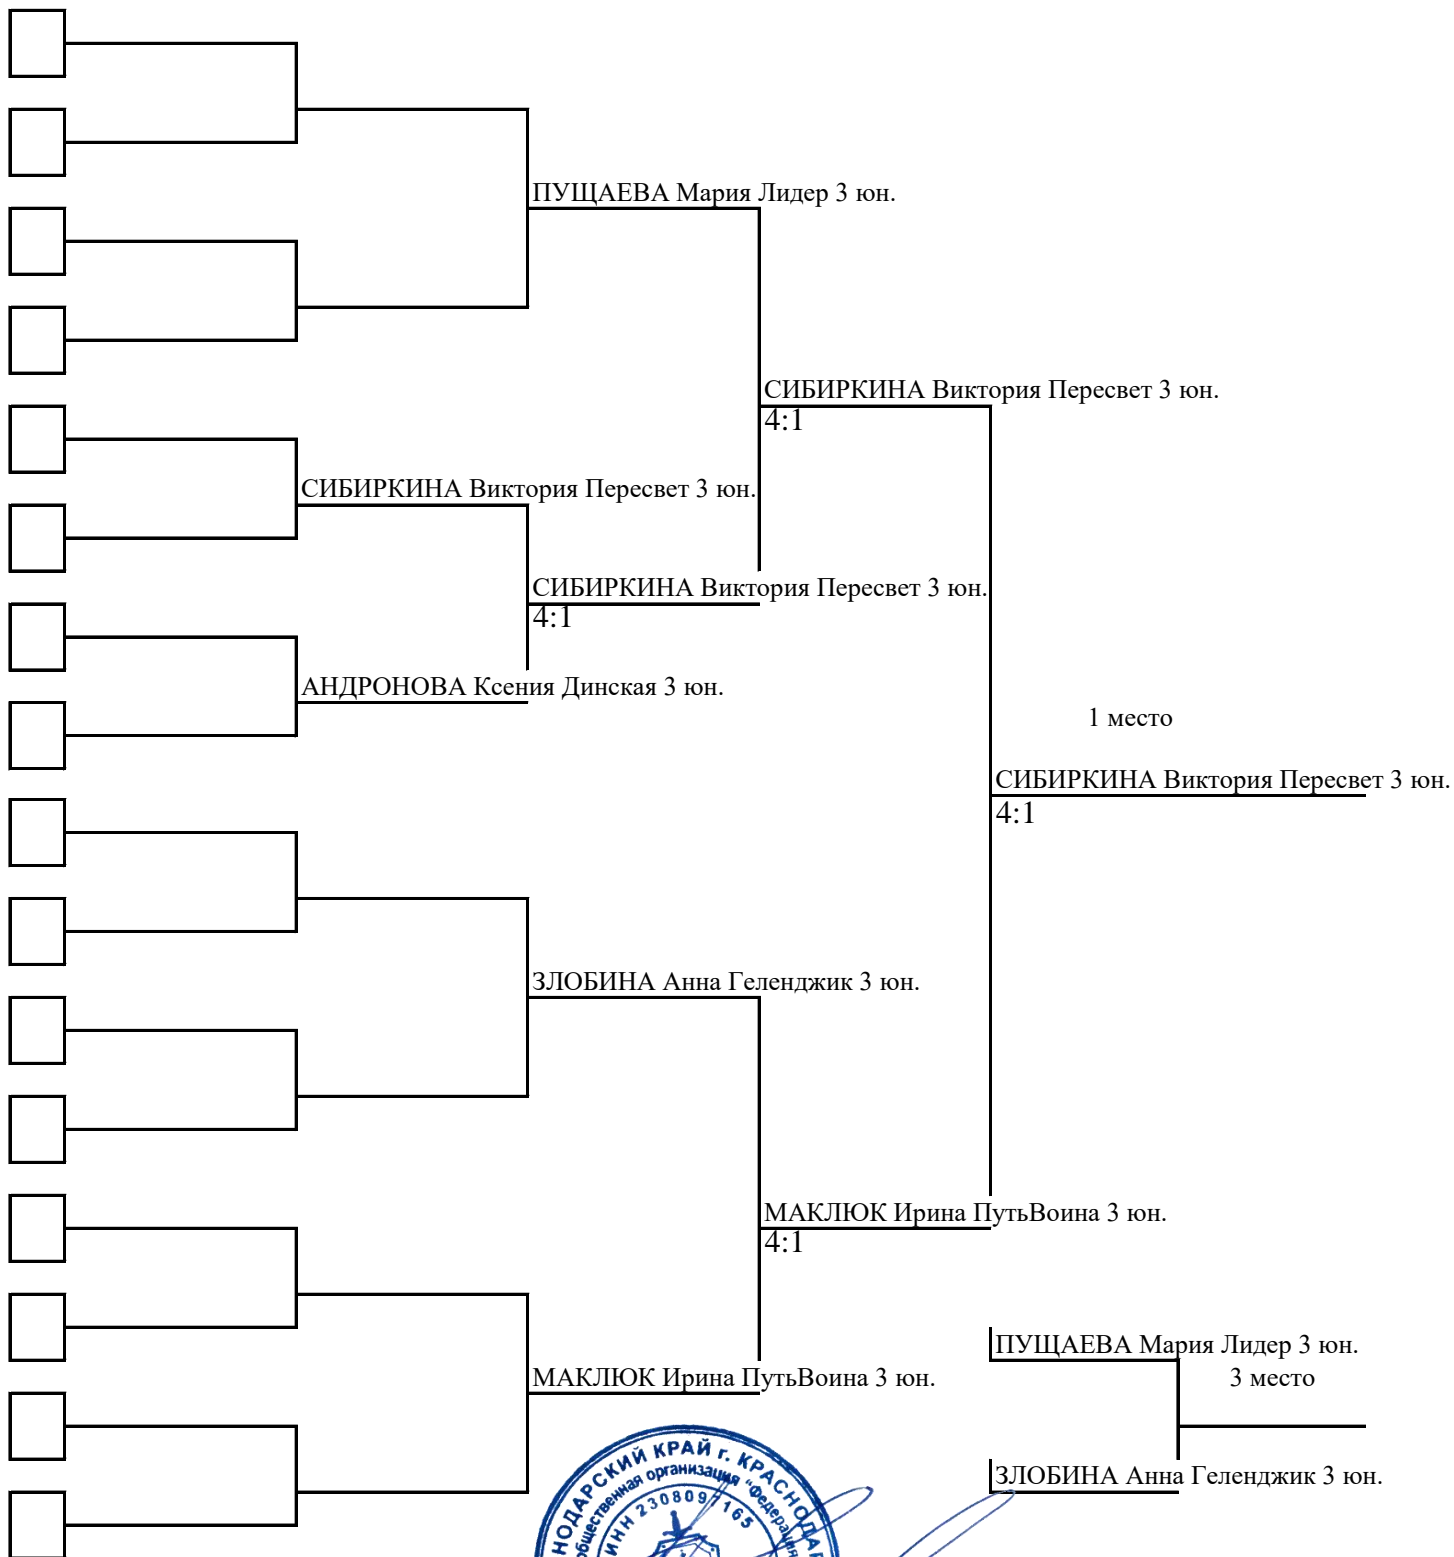 ПУЩАЕВА Мария Лидер 3 юн.
СИБИРКИНА Виктория Пересвет 3 юн.
4:1
СИБИРКИНА Виктория Пересвет 3 юн.
СИБИРКИНА Виктория Пересвет 3 юн.
4:1
АНДРОНОВА Ксения Динская 3 юн.
1 место
СИБИРКИНА Виктория Пересвет 3 юн.
4:1
ЗЛОБИНА Анна Геленджик 3 юн.
МАКЛЮК Ирина ПутьВоина 3 юн.
4:1
ПУЩАЕВА Мария Лидер 3 юн.
3 место
МАКЛЮК Ирина ПутьВоина 3 юн.
ЗЛОБИНА Анна Геленджик 3 юн.
КРАЙ г.
общественная организация "Федерация
ИНН 2308097165